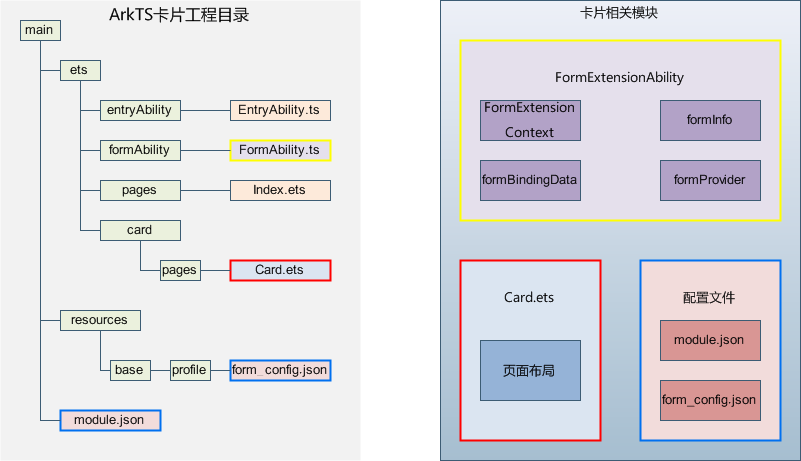 ArkTS卡片工程目录
main
ets
entryAbility
EntryAbility.ts
formAbility
FormAbility.ts
pages
Index.ets
card
pages
Card.ets
resources
base
profile
form_config.json
module.json
卡片相关模块
FormExtensionAbility
FormExtension
Context
formInfo
formBindingData
formProvider
Card.ets
页面布局
配置文件
module.json
form_config.json